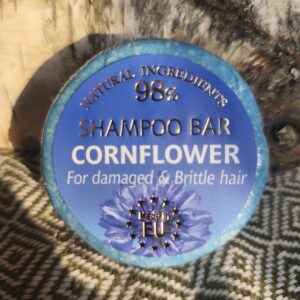 NATURAL INGREDIENTS
98%
SHAMPOO BAR
CORNFLOWER
For damaged & Brittle hair
EU